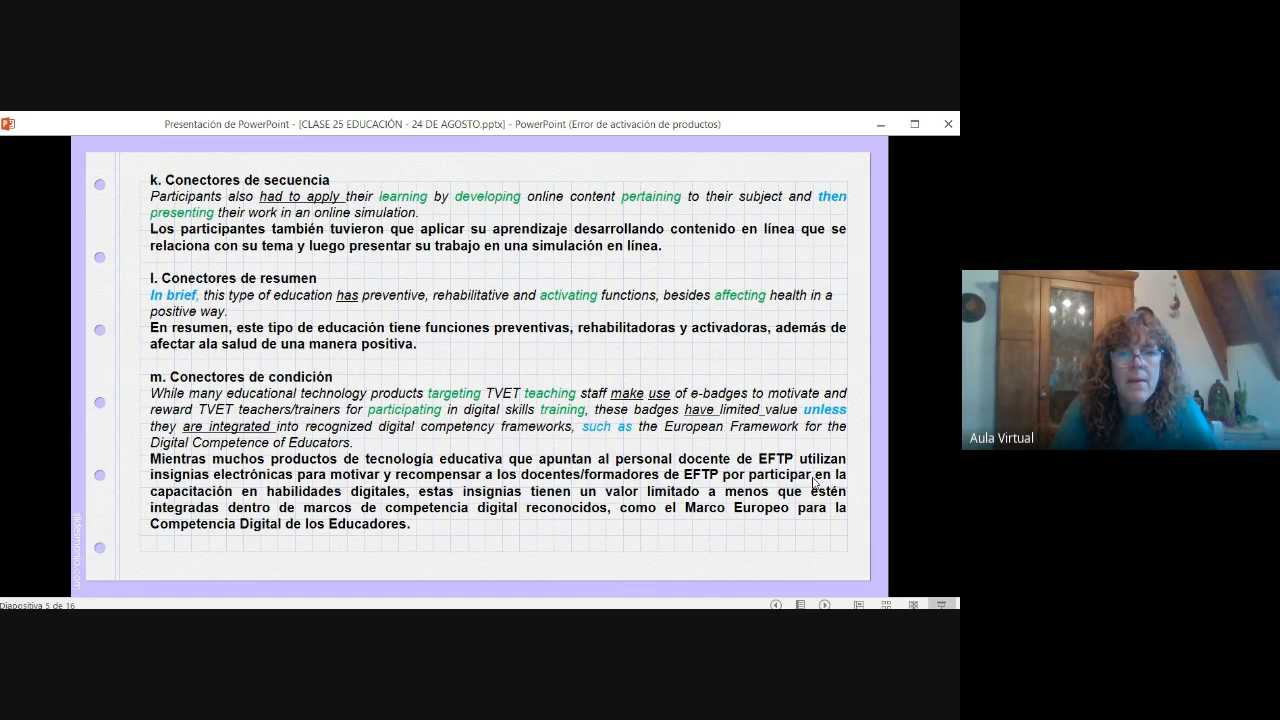 Presentación de PowerPoint - [CLASE 25 EDUCACIÓN - 24 DE AGOSTO.pptx] - PowerPoint (Error de activación de productos)
k. Conectores de secuencia
Participants also had to apply their learning by developing online content pertaining to their subject and then
presenting their work in an online simulation.
Los participantes también tuvieron que aplicar su aprendizaje desarrollando contenido en línea que se
relaciona con su tema y luego presentar su trabajo en una simulación en línea.
l. Conectores de resumen
In brief, this type of education has preventive, rehabilitative and activating functions, besides affecting health in a
positive way.
En resumen, este tipo de educación tiene funciones preventivas, rehabilitadoras y activadoras, además de
afectar ala salud de una manera positiva.
m. Conectores de condición
While many educational technology products targeting TVET teaching staff make use of e-badges to motivate and
reward TVET teachers/trainers for participating in digital skills training, these badges have limited value unless
they are integrated into recognized digital competency frameworks, such as the European Framework for the
Digital Competence of Educators.
Mientras muchos productos de tecnología educativa que apuntan al personal docente de EFTP utilizan
insignias electrónicas para motivar y recompensar a los docentes/formadores de EFTP por participar en la
capacitación en habilidades digitales, estas insignias tienen un valor limitado a menos que estén
integradas dentro de marcos de competencia digital reconocidos, como el Marco Europeo para la
Competencia Digital de los Educadores.
slidesmania.com
Diapositiva 5 de 16
Aula Virtual